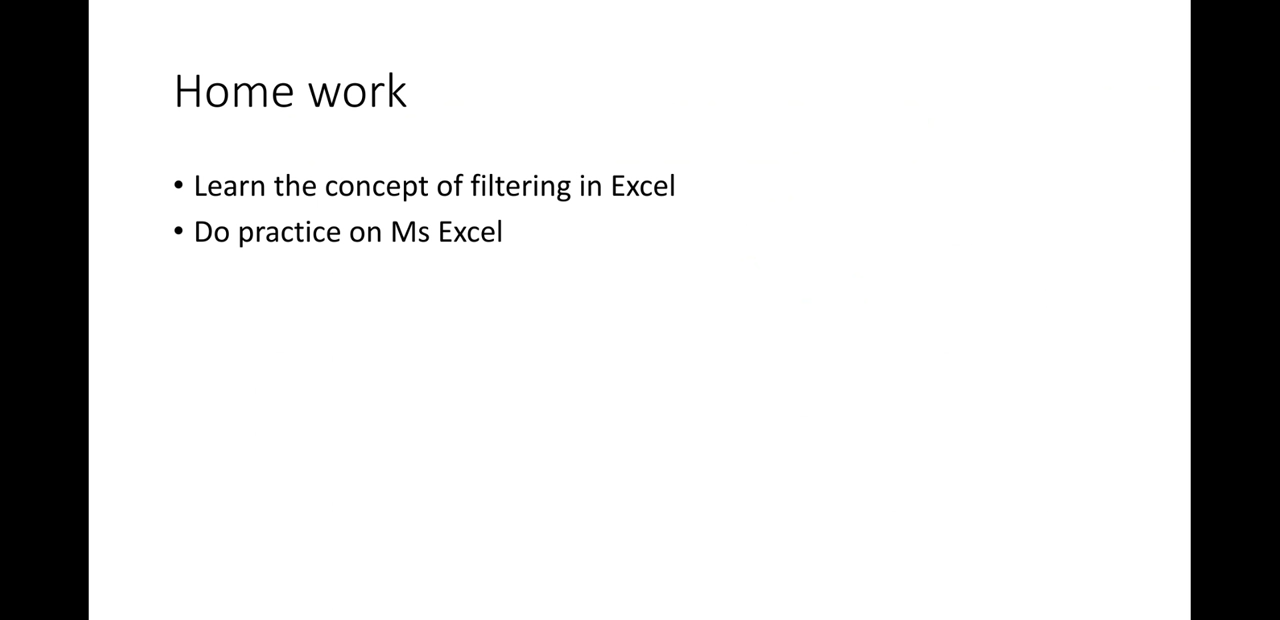 Home work
• Learn the concept of filtering in Excel
• Do practice on Ms Excel